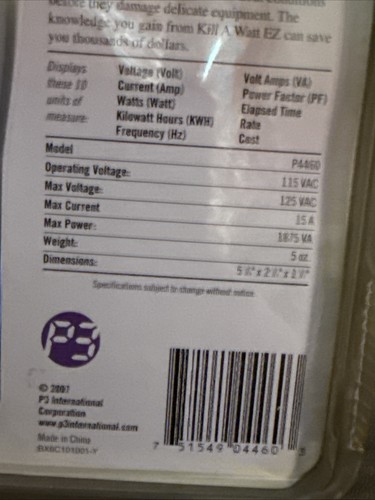 before they damage delicate equipment. The
knowledge you gain from Kill A Watt EZ can save
you thousands of dollars.
Displays these 10 units of measure:
Voltage (Volt) Volt Amps (VA)
Current (Amp) Power Factor (PF)
Watts (Watt) Elapsed Time
Kilowatt Hours (KWH) Rate
Frequency (Hz) Cost
Model P4460
Operating Voltage: 115 VAC
Max Voltage: 125 VAC
Max Current 15 A
Max Power: 1875 VA
Weight: 5 oz.
Dimensions:
Specifications subject to change without notice.
P3
© 2007
P3 International
Corporation
www.p3international.com
Made in China
7 51549 04460